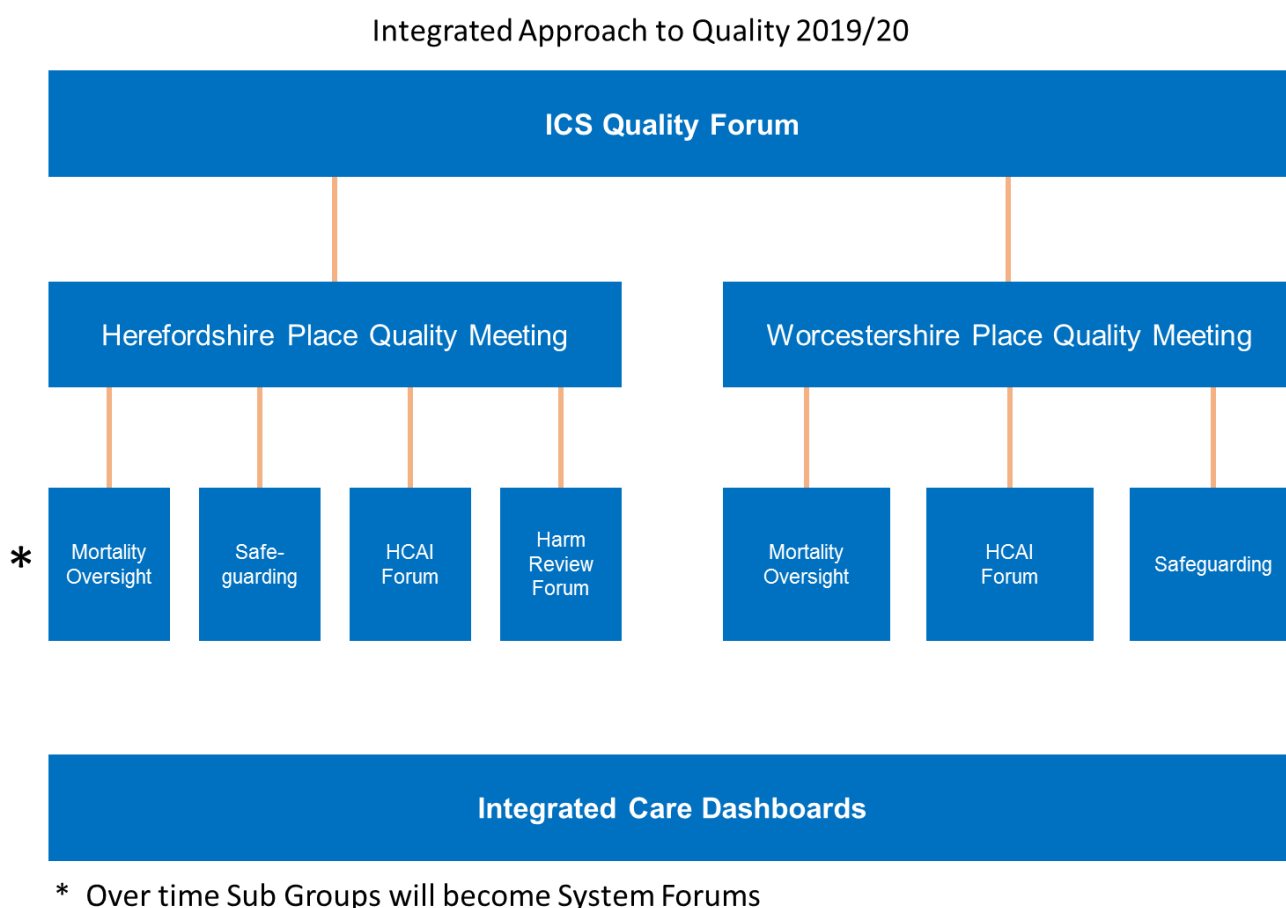 Integrated Approach to Quality 2019/20
ICS Quality Forum
Herefordshire Place Quality Meeting
Worcestershire Place Quality Meeting
*
Mortality
Oversight
Safe-
guarding
HCAI
Forum
Harm
Review
Forum
Mortality
Oversight
HCAI
Forum
Safeguarding
Integrated Care Dashboards
* Over time Sub Groups will become System Forums